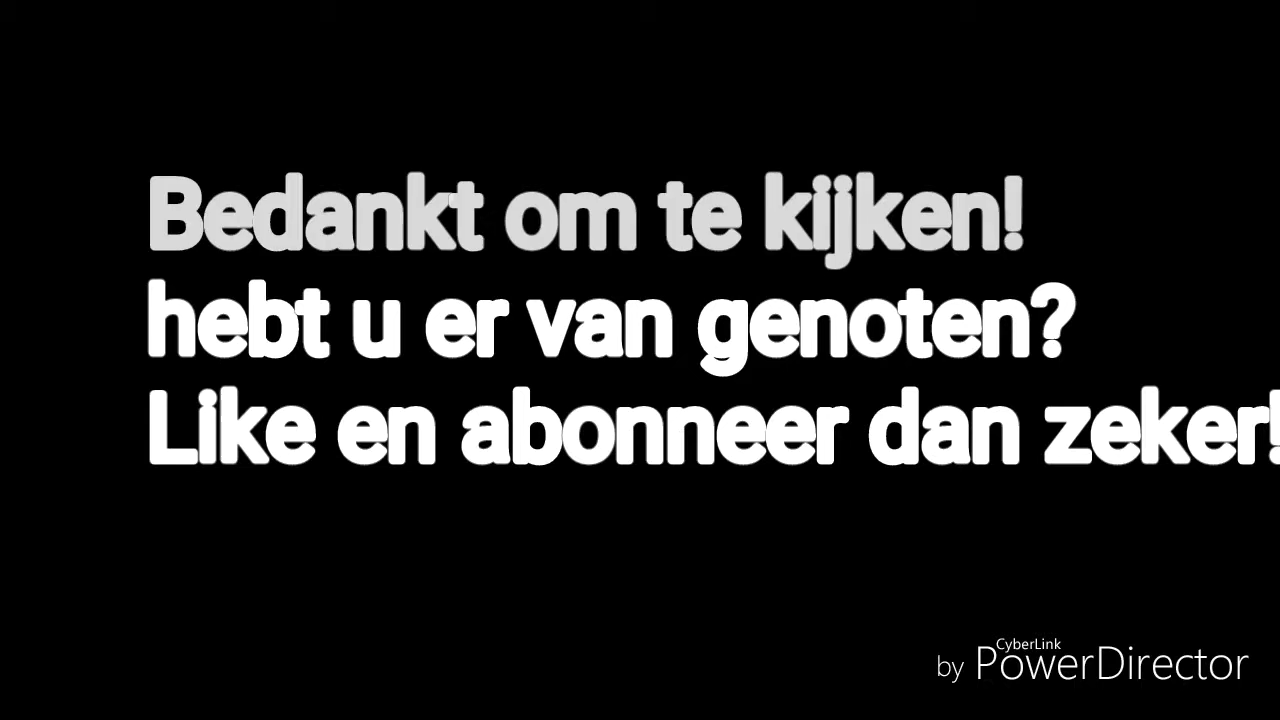 Bedankt om te kijken!
hebt u er van genoten?
Like en abonneer dan zeker!
by CyberLink PowerDirector